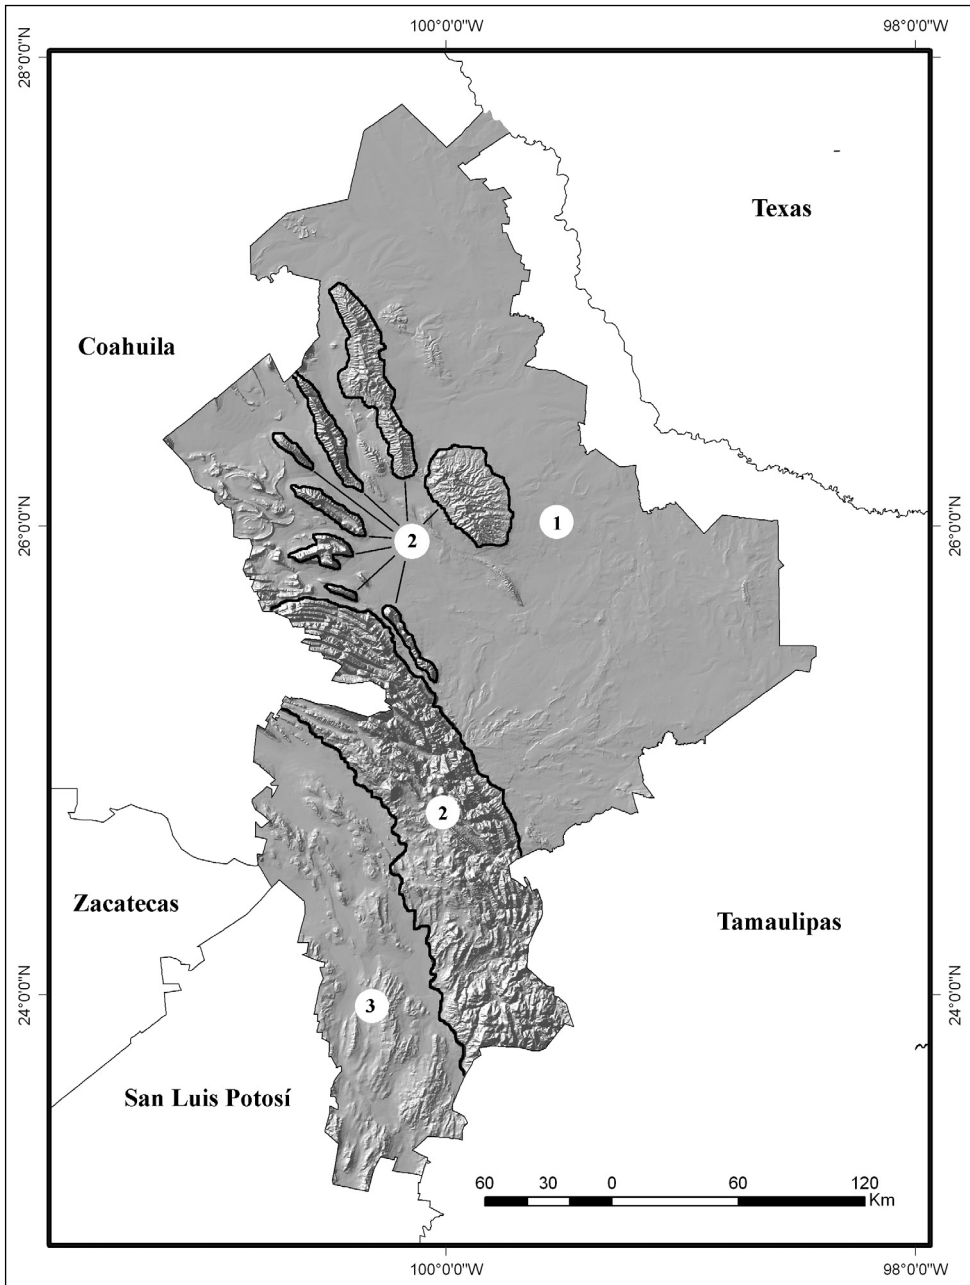 100°0'0"W 98°0'0"W
28°0'0"N
Texas
Coahuila
26°0'0"N 2 1 26°0'0"N
2
Zacatecas
Tamaulipas
24°0'0"N 3 24°0'0"N
San Luis Potosí
60 30 0 60 120
Km
100°0'0"W 98°0'0"W